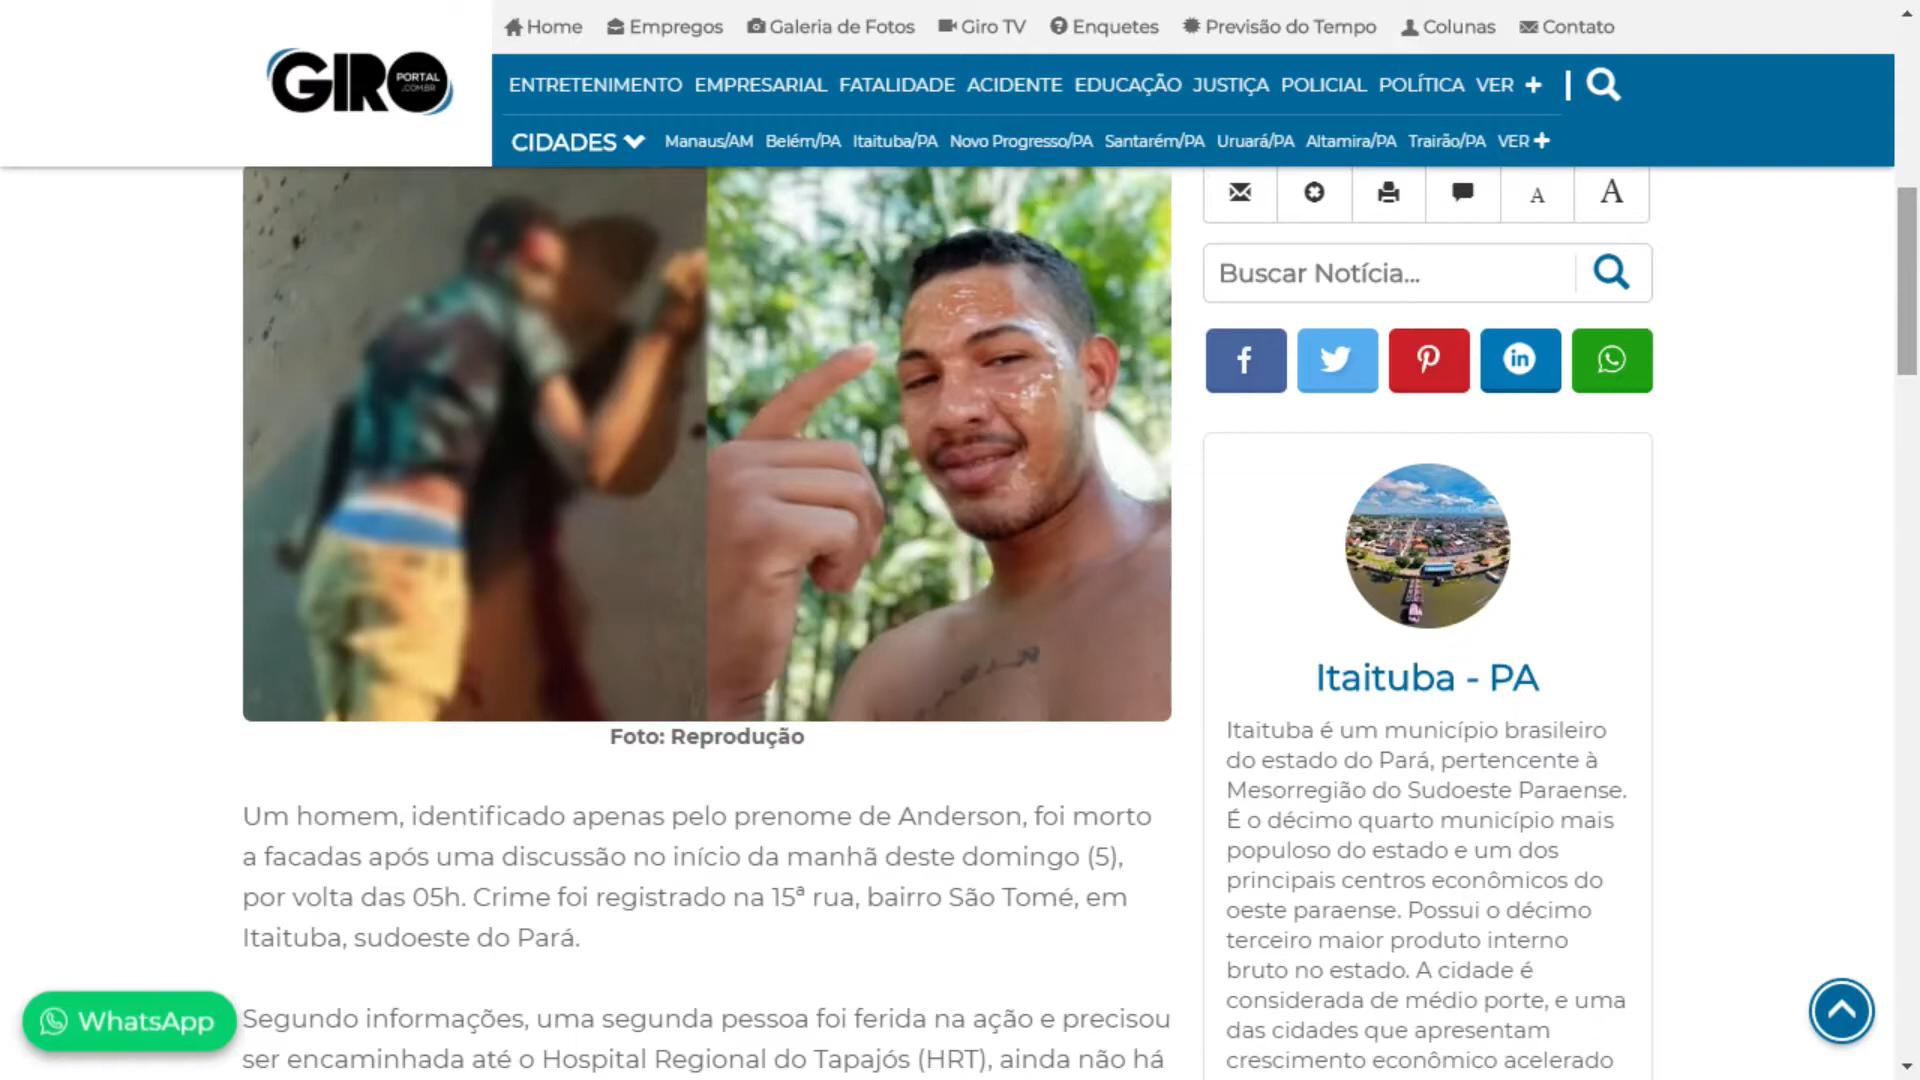 GIRO
PORTAL
.COM.BR
Home Empregos Galeria de Fotos Giro TV Enquetes Previsão do Tempo Colunas Contato
ENTRETENIMENTO EMPRESARIAL FATALIDADE ACIDENTE EDUCAÇÃO JUSTIÇA POLICIAL POLÍTICA VER +
CIDADES Manaus/AM Belém/PA Itaituba/PA Novo Progresso/PA Santarém/PA Uruará/PA Altamira/PA Trairão/PA VER +
A A
Buscar Notícia...
Foto: Reprodução
Um homem, identificado apenas pelo prenome de Anderson, foi morto
a facadas após uma discussão no início da manhã deste domingo (5),
por volta das 05h. Crime foi registrado na 15ª rua, bairro São Tomé, em
Itaituba, sudoeste do Pará.
Segundo informações, uma segunda pessoa foi ferida na ação e precisou
ser encaminhada até o Hospital Regional do Tapajós (HRT), ainda não há
WhatsApp
Itaituba - PA
Itaituba é um município brasileiro
do estado do Pará, pertencente à
Mesorregião do Sudoeste Paraense.
É o décimo quarto município mais
populoso do estado e um dos
principais centros econômicos do
oeste paraense. Possui o décimo
terceiro maior produto interno
bruto no estado. A cidade é
considerada de médio porte, e uma
das cidades que apresentam
crescimento econômico acelerado